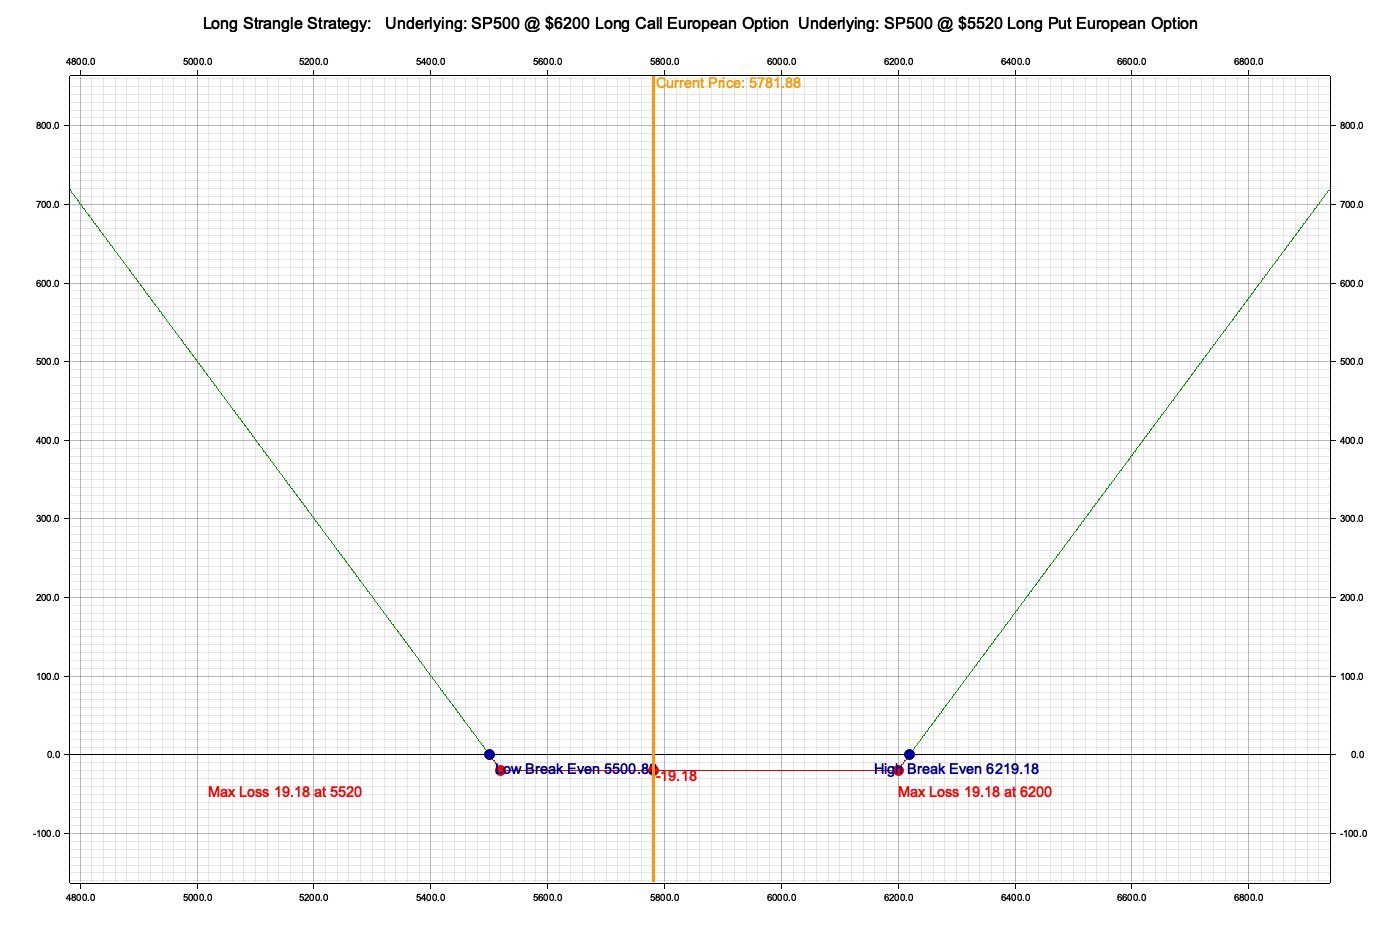 Long Strangle Strategy: Underlying: SP500 @ $6200 Long Call European Option Underlying: SP500 @ $5520 Long Put European Option
4800.0 5000.0 5200.0 5400.0 5600.0 5800.0 6000.0 6200.0 6400.0 6600.0 6800.0
Current Price: 5781.88
800.0 800.0
700.0 700.0
600.0 600.0
500.0 500.0
400.0 400.0
300.0 300.0
200.0 200.0
100.0 100.0
0.0 0.0
Low Break Even 5500.8 High Break Even 6219.18
-19.18
Max Loss 19.18 at 5520 Max Loss 19.18 at 6200
-100.0 -100.0
4800.0 5000.0 5200.0 5400.0 5600.0 5800.0 6000.0 6200.0 6400.0 6600.0 6800.0